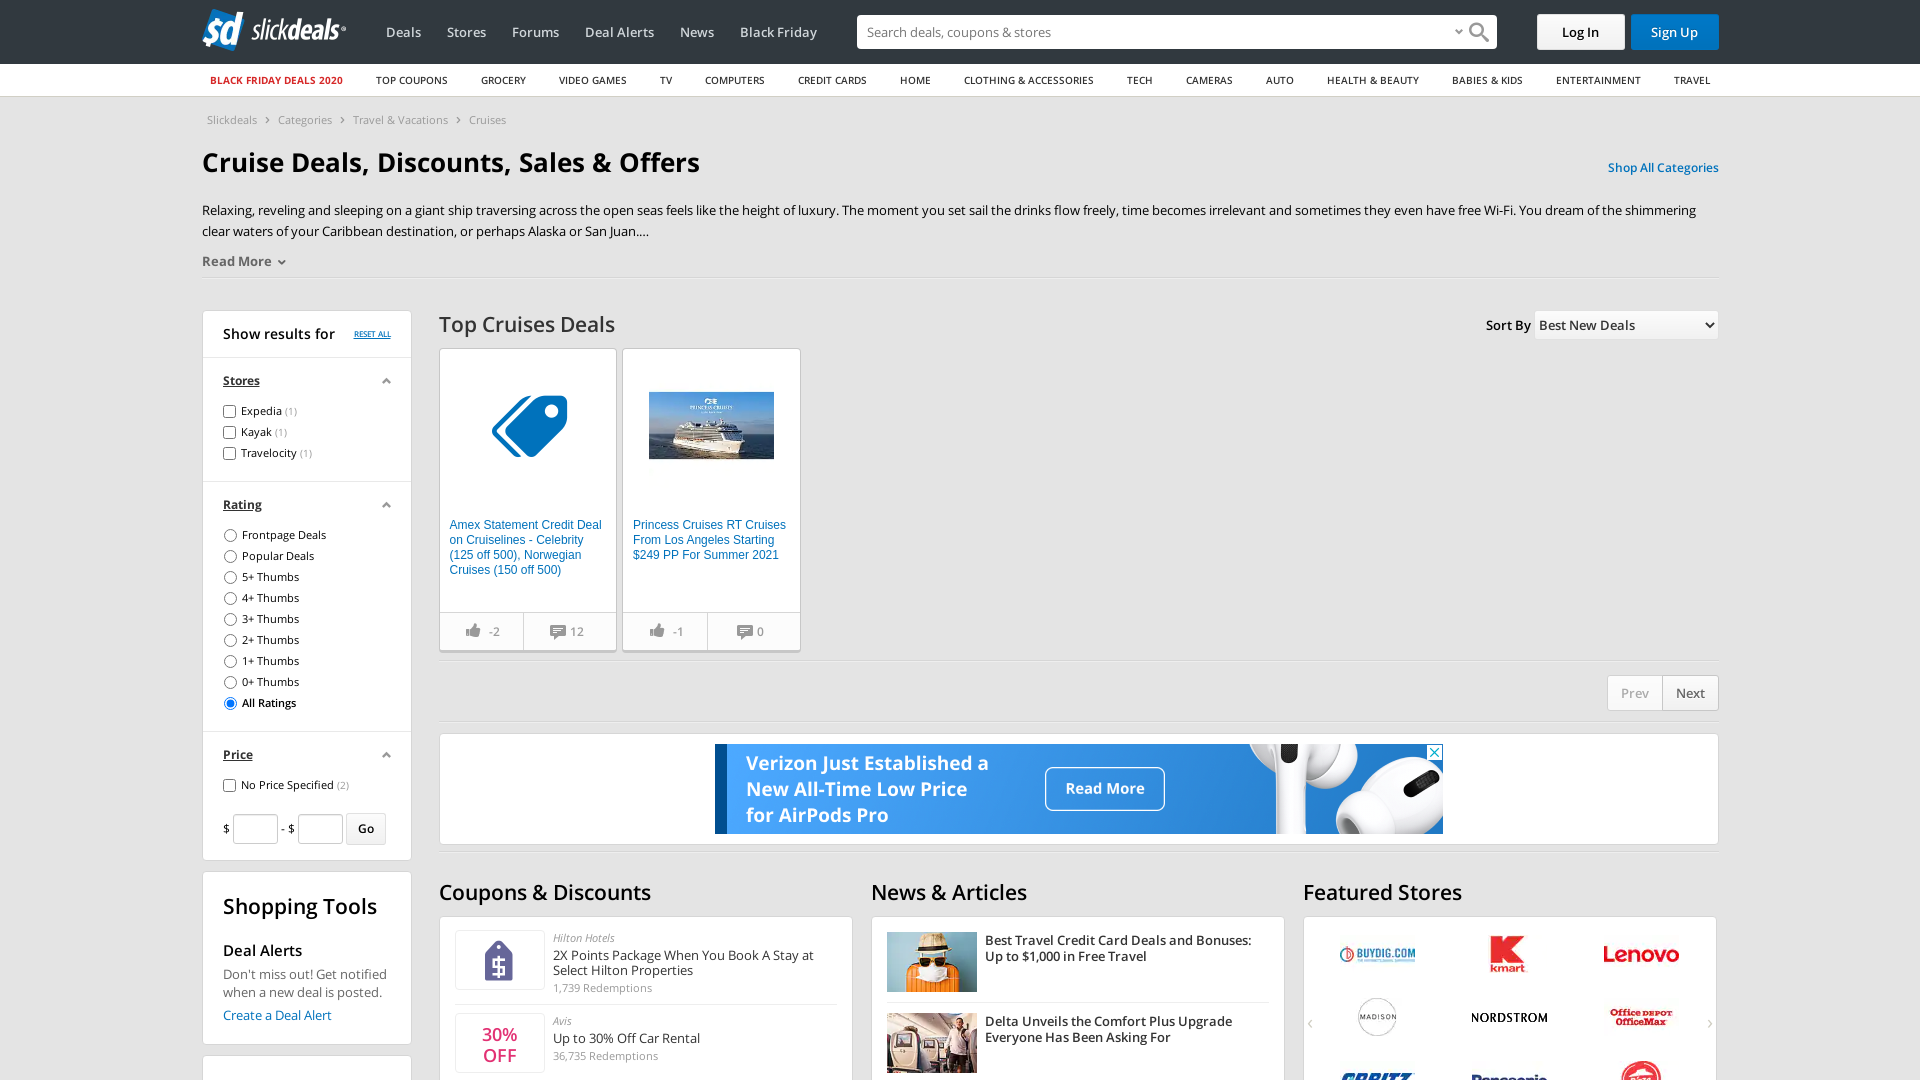 sd slickdeals
Deals
Stores
Forums
Deal Alerts
News
Black Friday
Search deals, coupons & stores
Log In
Sign Up
BLACK FRIDAY DEALS 2020
TOP COUPONS
GROCERY
VIDEO GAMES
TV
COMPUTERS
CREDIT CARDS
HOME
CLOTHING & ACCESSORIES
TECH
CAMERAS
AUTO
HEALTH & BEAUTY
BABIES & KIDS
ENTERTAINMENT
TRAVEL
Slickdeals > Categories > Travel & Vacations > Cruises
Cruise Deals, Discounts, Sales & Offers
Shop All Categories
Relaxing, reveling and sleeping on a giant ship traversing across the open seas feels like the height of luxury. The moment you set sail the drinks flow freely, time becomes irrelevant and sometimes they even have free Wi-Fi. You dream of the shimmering
clear waters of your Caribbean destination, or perhaps Alaska or San Juan....
Read More
Show results for
RESET ALL
Stores
Expedia (1)
Kayak (1)
Travelocity (1)
Rating
Frontpage Deals
Popular Deals
5+ Thumbs
4+ Thumbs
3+ Thumbs
2+ Thumbs
1+ Thumbs
0+ Thumbs
All Ratings
Price
No Price Specified (2)
$ - $ Go
Shopping Tools
Deal Alerts
Don't miss out! Get notified
when a new deal is posted.
Create a Deal Alert
Top Cruises Deals
Sort By Best New Deals
Amex Statement Credit Deal
on Cruiselines - Celebrity
(125 off 500), Norwegian
Cruises (150 off 500)
-2
12
PRINCESS CRUISES
Princess Cruises RT Cruises
From Los Angeles Starting
$249 PP For Summer 2021
-1
0
Prev
Next
Verizon Just Established a
New All-Time Low Price
for AirPods Pro
Read More
Coupons & Discounts
Hilton Hotels
2X Points Package When You Book A Stay at
Select Hilton Properties
1,739 Redemptions
30%
OFF
Avis
Up to 30% Off Car Rental
36,735 Redemptions
News & Articles
Best Travel Credit Card Deals and Bonuses:
Up to $1,000 in Free Travel
Delta Unveils the Comfort Plus Upgrade
Everyone Has Been Asking For
Featured Stores
BUYDIG.COM
kmart
Lenovo
MADISON
NORDSTROM
Office DEPOT
OfficeMax
ORBITZ
Panasonic